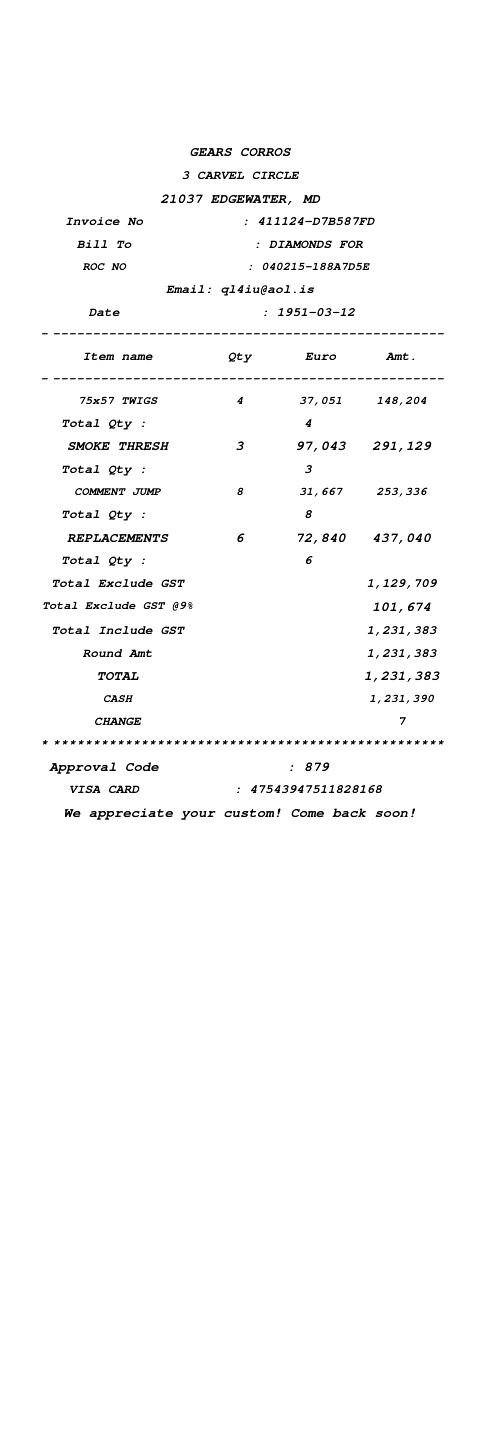 GEARS CORROS
3 CARVEL CIRCLE
21037 EDGEWATER, MD
Invoice No : 411124-D7B587FD
Bill To : DIAMONDS FOR
ROC NO : 040215-188A7D5E
Email: ql4iu@aol.is
Date : 1951-03-12
- -------------------------------------------------
Item name Qty Euro Amt.
- -------------------------------------------------
75x57 TWIGS 4 37,051 148,204
Total Qty : 4
SMOKE THRESH 3 97,043 291,129
Total Qty : 3
COMMENT JUMP 8 31,667 253,336
Total Qty : 8
REPLACEMENTS 6 72,840 437,040
Total Qty : 6
Total Exclude GST 1,129,709
Total Exclude GST @9% 101,674
Total Include GST 1,231,383
Round Amt 1,231,383
TOTAL 1,231,383
CASH 1,231,390
CHANGE 7
* *************************************************
Approval Code : 879
VISA CARD : 47543947511828168
We appreciate your custom! Come back soon!